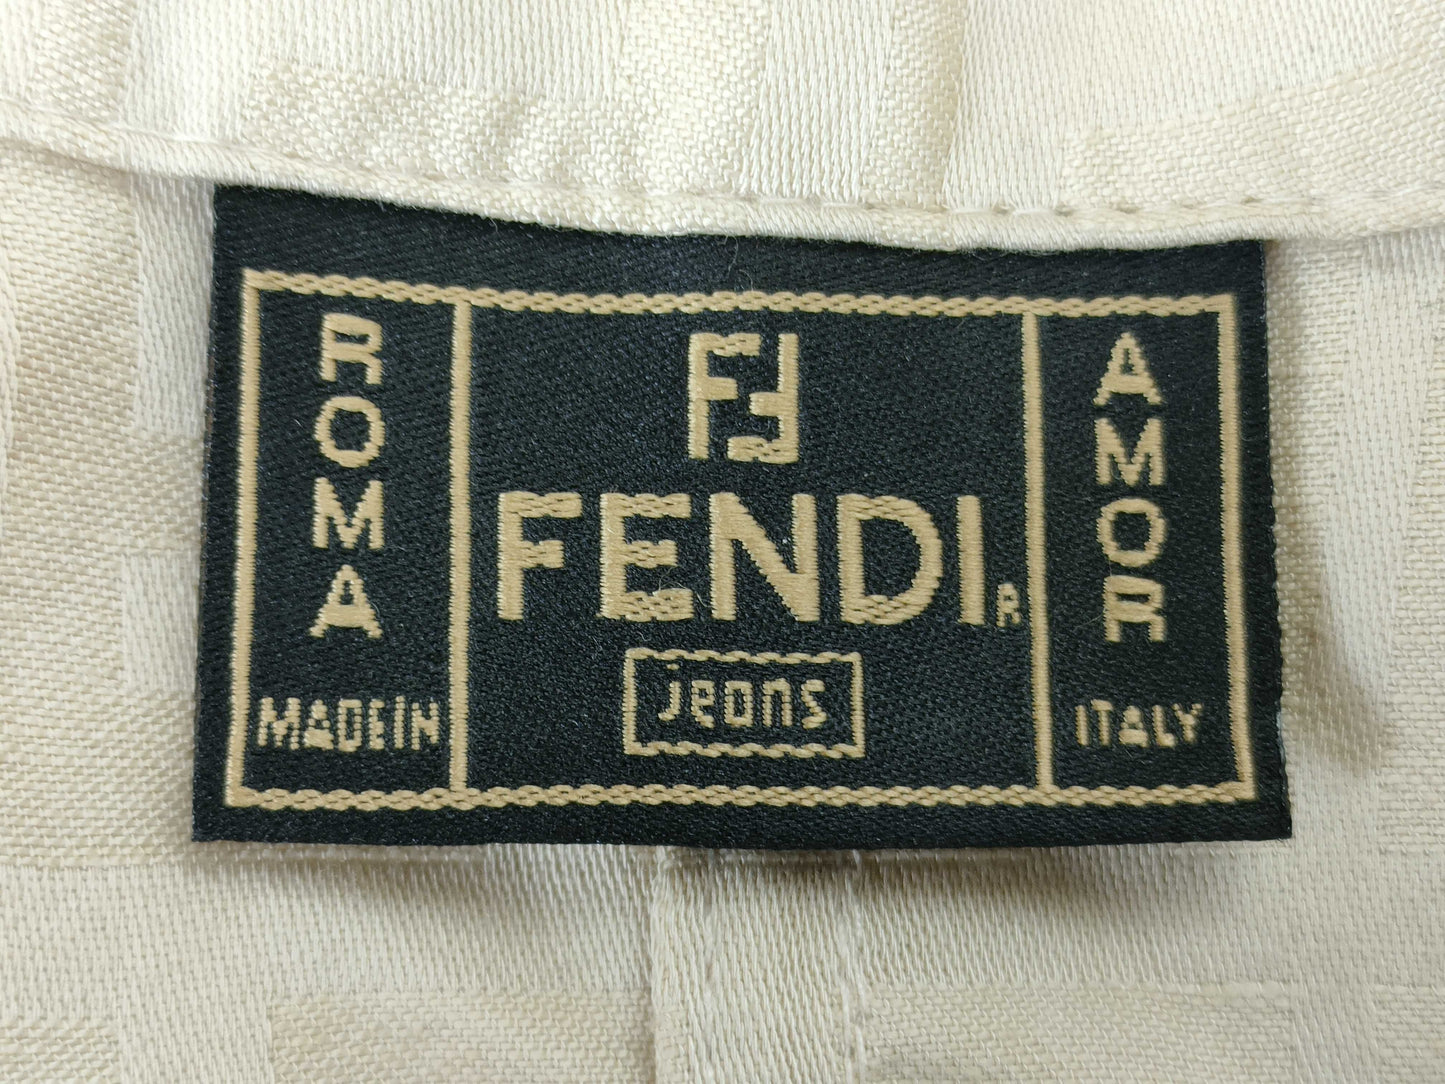 ROMA
MADEIN
FF
FENDI®
jeans
AMOR
ITALY